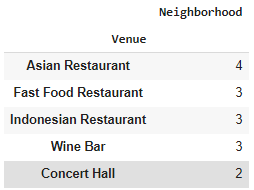 Neighborhood
Venue
Asian Restaurant 4
Fast Food Restaurant 3
Indonesian Restaurant 3
Wine Bar 3
Concert Hall 2